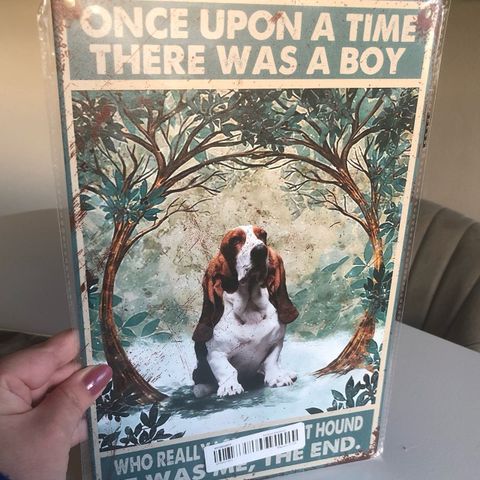 ONCE UPON A TIME
THERE WAS A BOY
WHO REALLY HOUND
WAS ME, THE END.